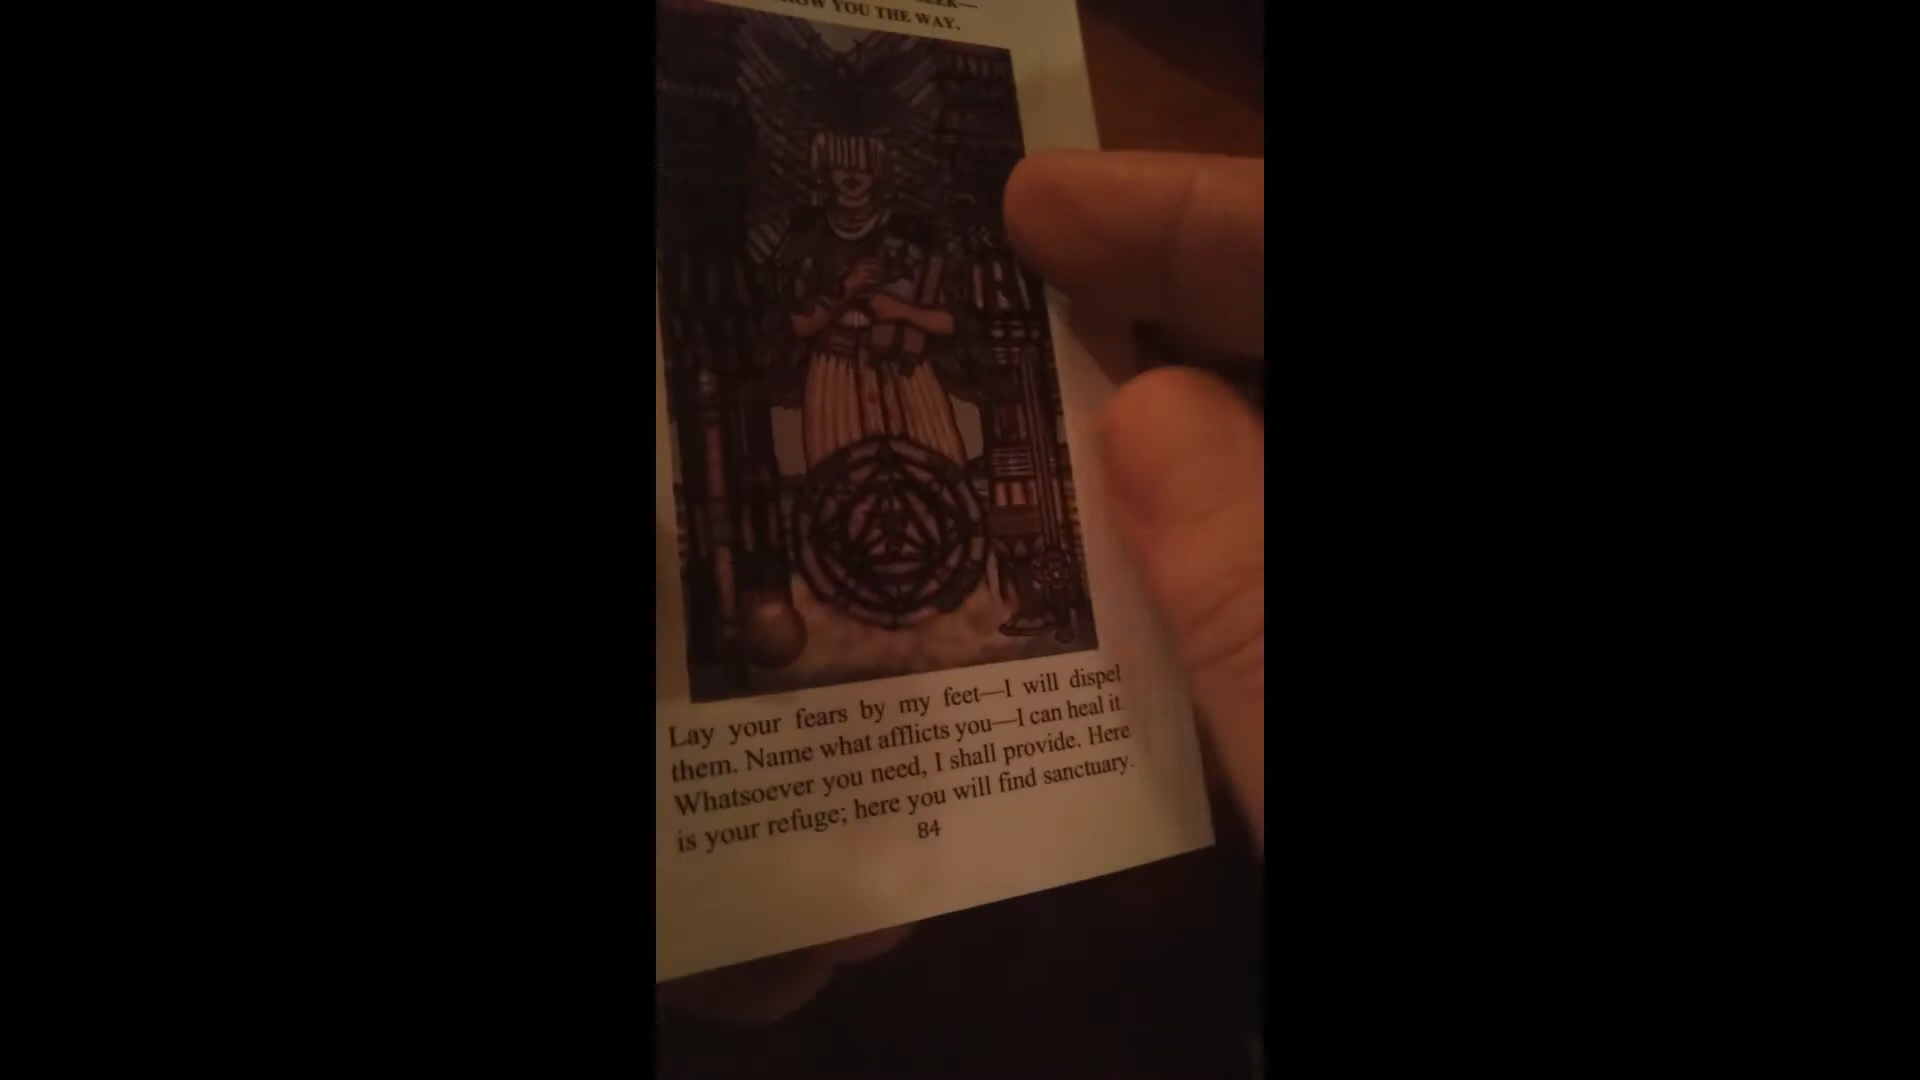 YOU THE WAY.
Lay your fears by my feet—I will dispel
them. Name what afflicts you—I can heal it.
Whatsoever you need, I shall provide. Here
is your refuge; here you will find sanctuary.
84